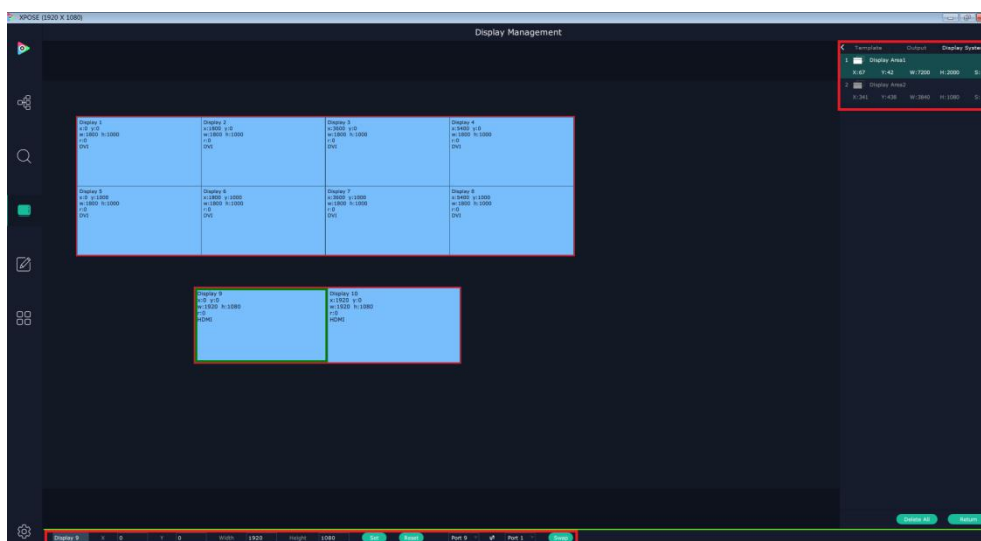 XPOSE (1920 X 1080)
Display Management
Template Output Display System
1 Display Area1
X:67 Y:42 W:7200 H:2000 S:
2 Display Area2
X:341 Y:438 W:3840 H:1080 S:
Display 1
x:0 y:0
w:1800 h:1000
r:0
DVI
Display 2
x:1800 y:0
w:1800 h:1000
r:0
DVI
Display 3
x:3600 y:0
w:1800 h:1000
r:0
DVI
Display 4
x:5400 y:0
w:1800 h:1000
r:0
DVI
Display 5
x:0 y:1000
w:1800 h:1000
r:0
DVI
Display 6
x:1800 y:1000
w:1800 h:1000
r:0
DVI
Display 7
x:3600 y:1000
w:1800 h:1000
r:0
DVI
Display 8
x:5400 y:1000
w:1800 h:1000
r:0
DVI
Display 9
x:0 y:0
w:1920 h:1080
r:0
HDMI
Display 10
x:1920 y:0
w:1920 h:1080
r:0
HDMI
Delete All Return
Display 9 X 0 Y 0 Width 1920 Height 1080 Set Reset Port 9 Port 1 Swap